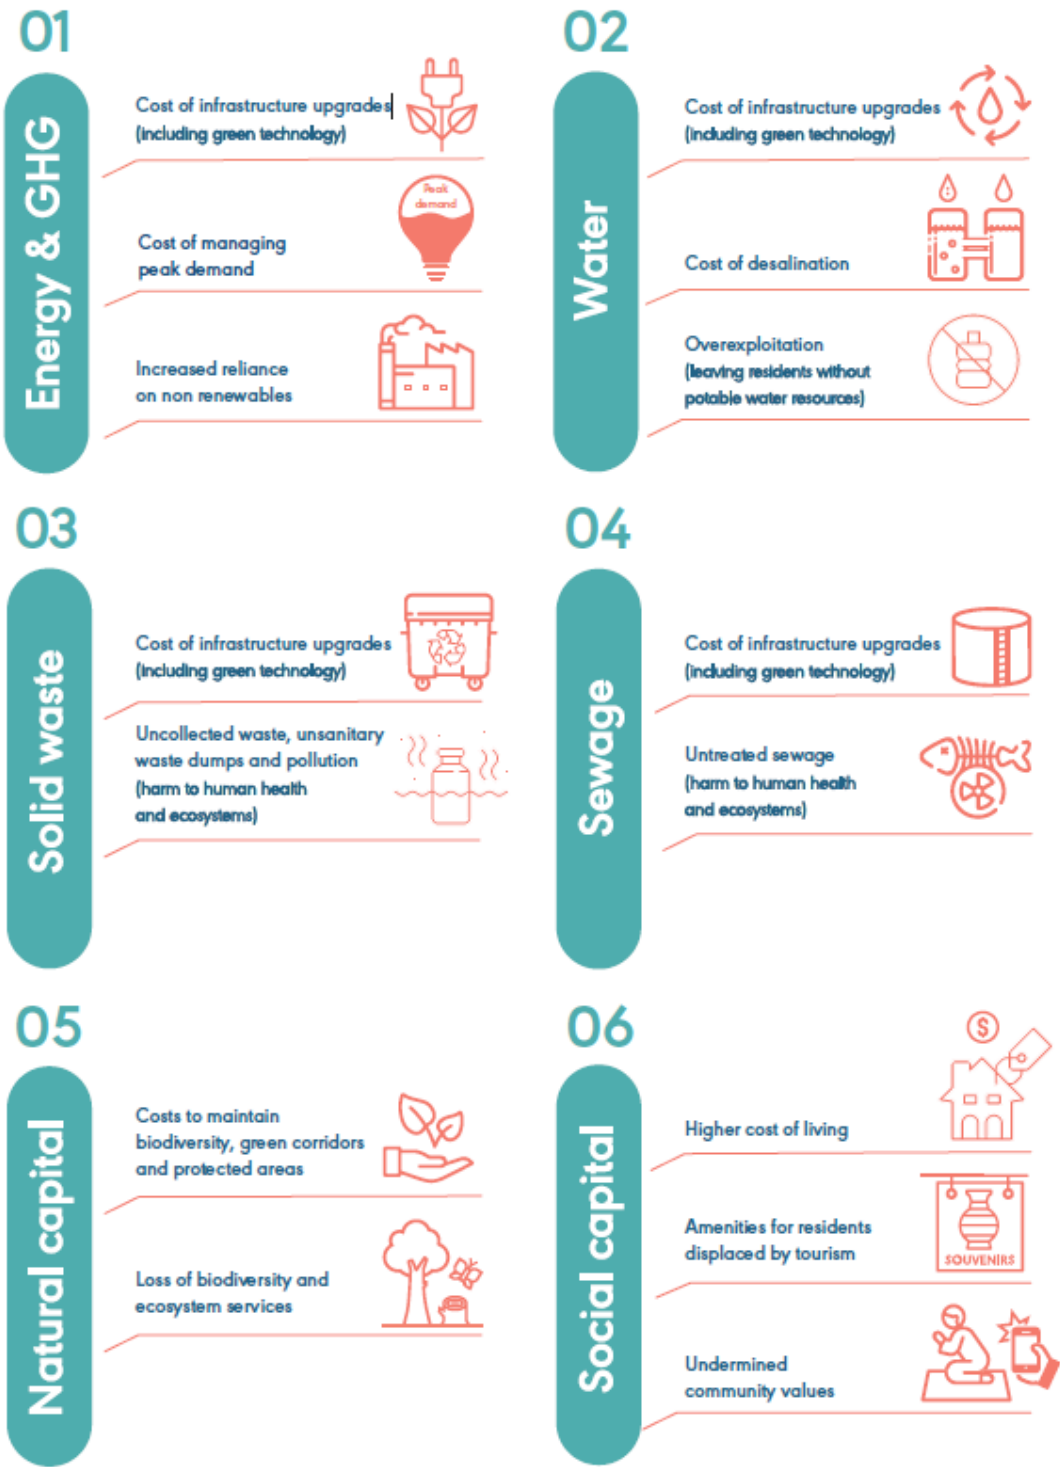 01
Energy & GHG
Cost of infrastructure upgrades
(including green technology)
Peak
demand
Cost of managing
peak demand
Increased reliance
on non renewables
02
Water
Cost of infrastructure upgrades
(including green technology)
Cost of desalination
Overexploitation
(leaving residents without
potable water resources)
03
Solid waste
Cost of infrastructure upgrades
(including green technology)
Uncollected waste, unsanitary
waste dumps and pollution
(harm to human health
and ecosystems)
04
Sewage
Cost of infrastructure upgrades
(including green technology)
Untreated sewage
(harm to human health
and ecosystems)
05
Natural capital
Costs to maintain
biodiversity, green corridors
and protected areas
Loss of biodiversity and
ecosystem services
06
Social capital
$
Higher cost of living
Amenities for residents
displaced by tourism
SOUVENIRS
Undermined
community values